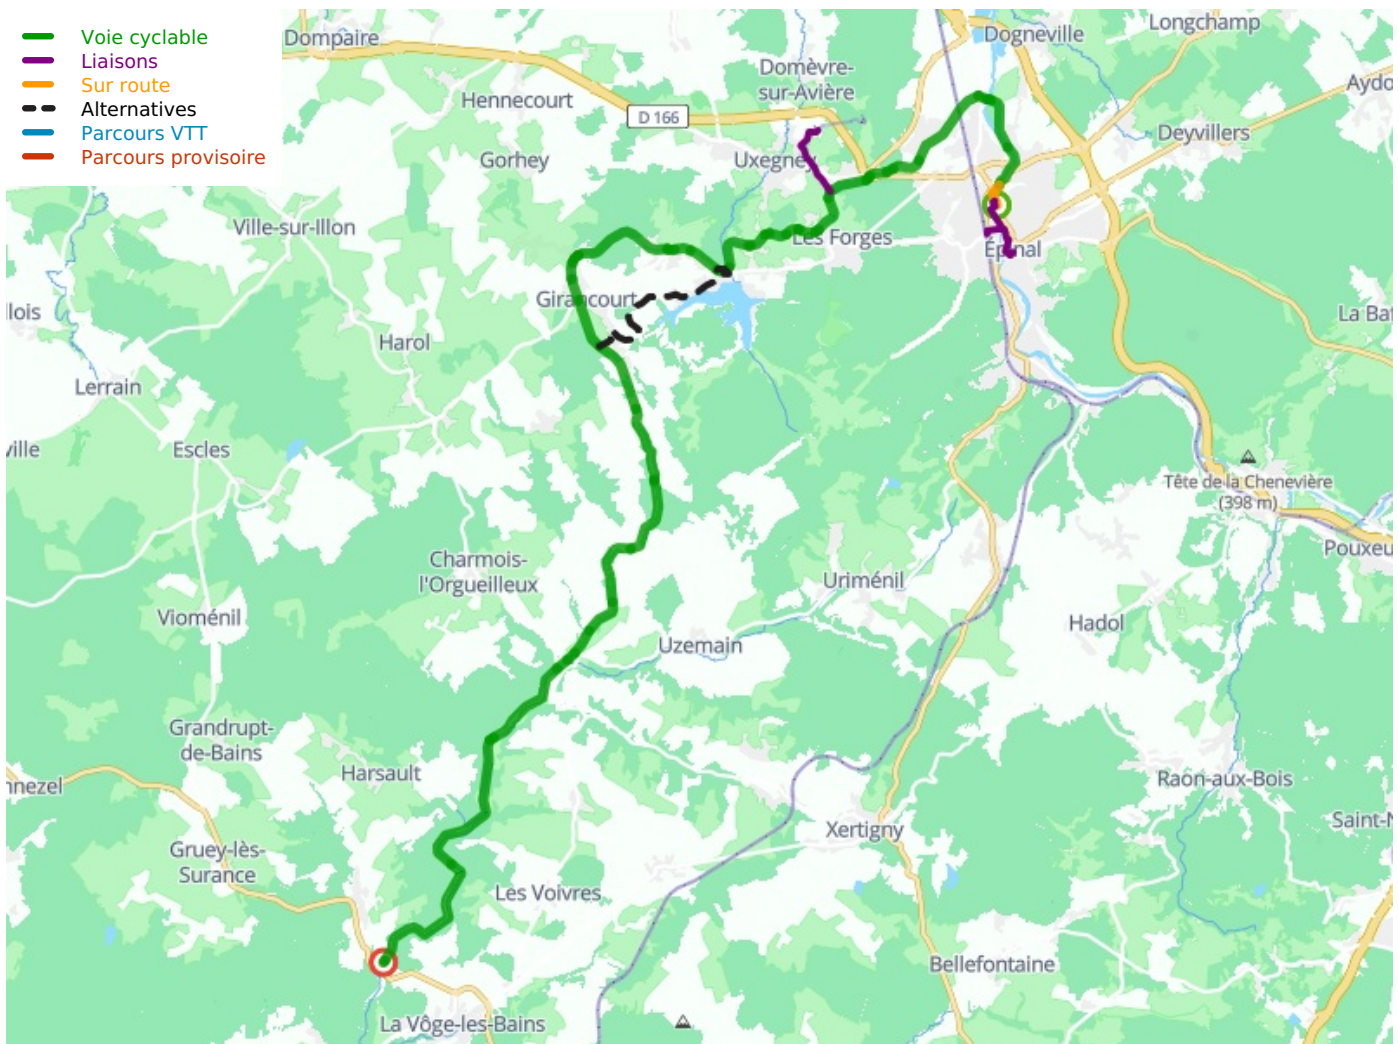 Voie cyclable
Liaisons
Sur route
Alternatives
Parcours VTT
Parcours provisoire
Dompaire
Longchamp
Dogneville
Domèvre-
sur-Avière
Aydo
Hennecourt
D 166
Deyvillers
Gorhey
Uxegney
Ville-sur-Illon
Les Forges
Épinal
Girancourt
llois
La Baf
Harol
Lerrain
ville
Escles
Tête de la Chenevière
(398 m)
Pouxeu
Charmois-
l'Orgueilleux
Uriménil
Vioménil
Hadol
Uzemain
Grandrupt-
de-Bains
Harsault
nnezel
Raon-aux-Bois
Saint-N
Xertigny
Gruey-lès-
Surance
Les Voivres
Bellefontaine
La Vôge-les-Bains